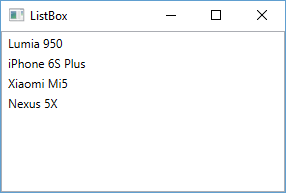 ListBox
Lumia 950
iPhone 6S Plus
Xiaomi Mi5
Nexus 5X